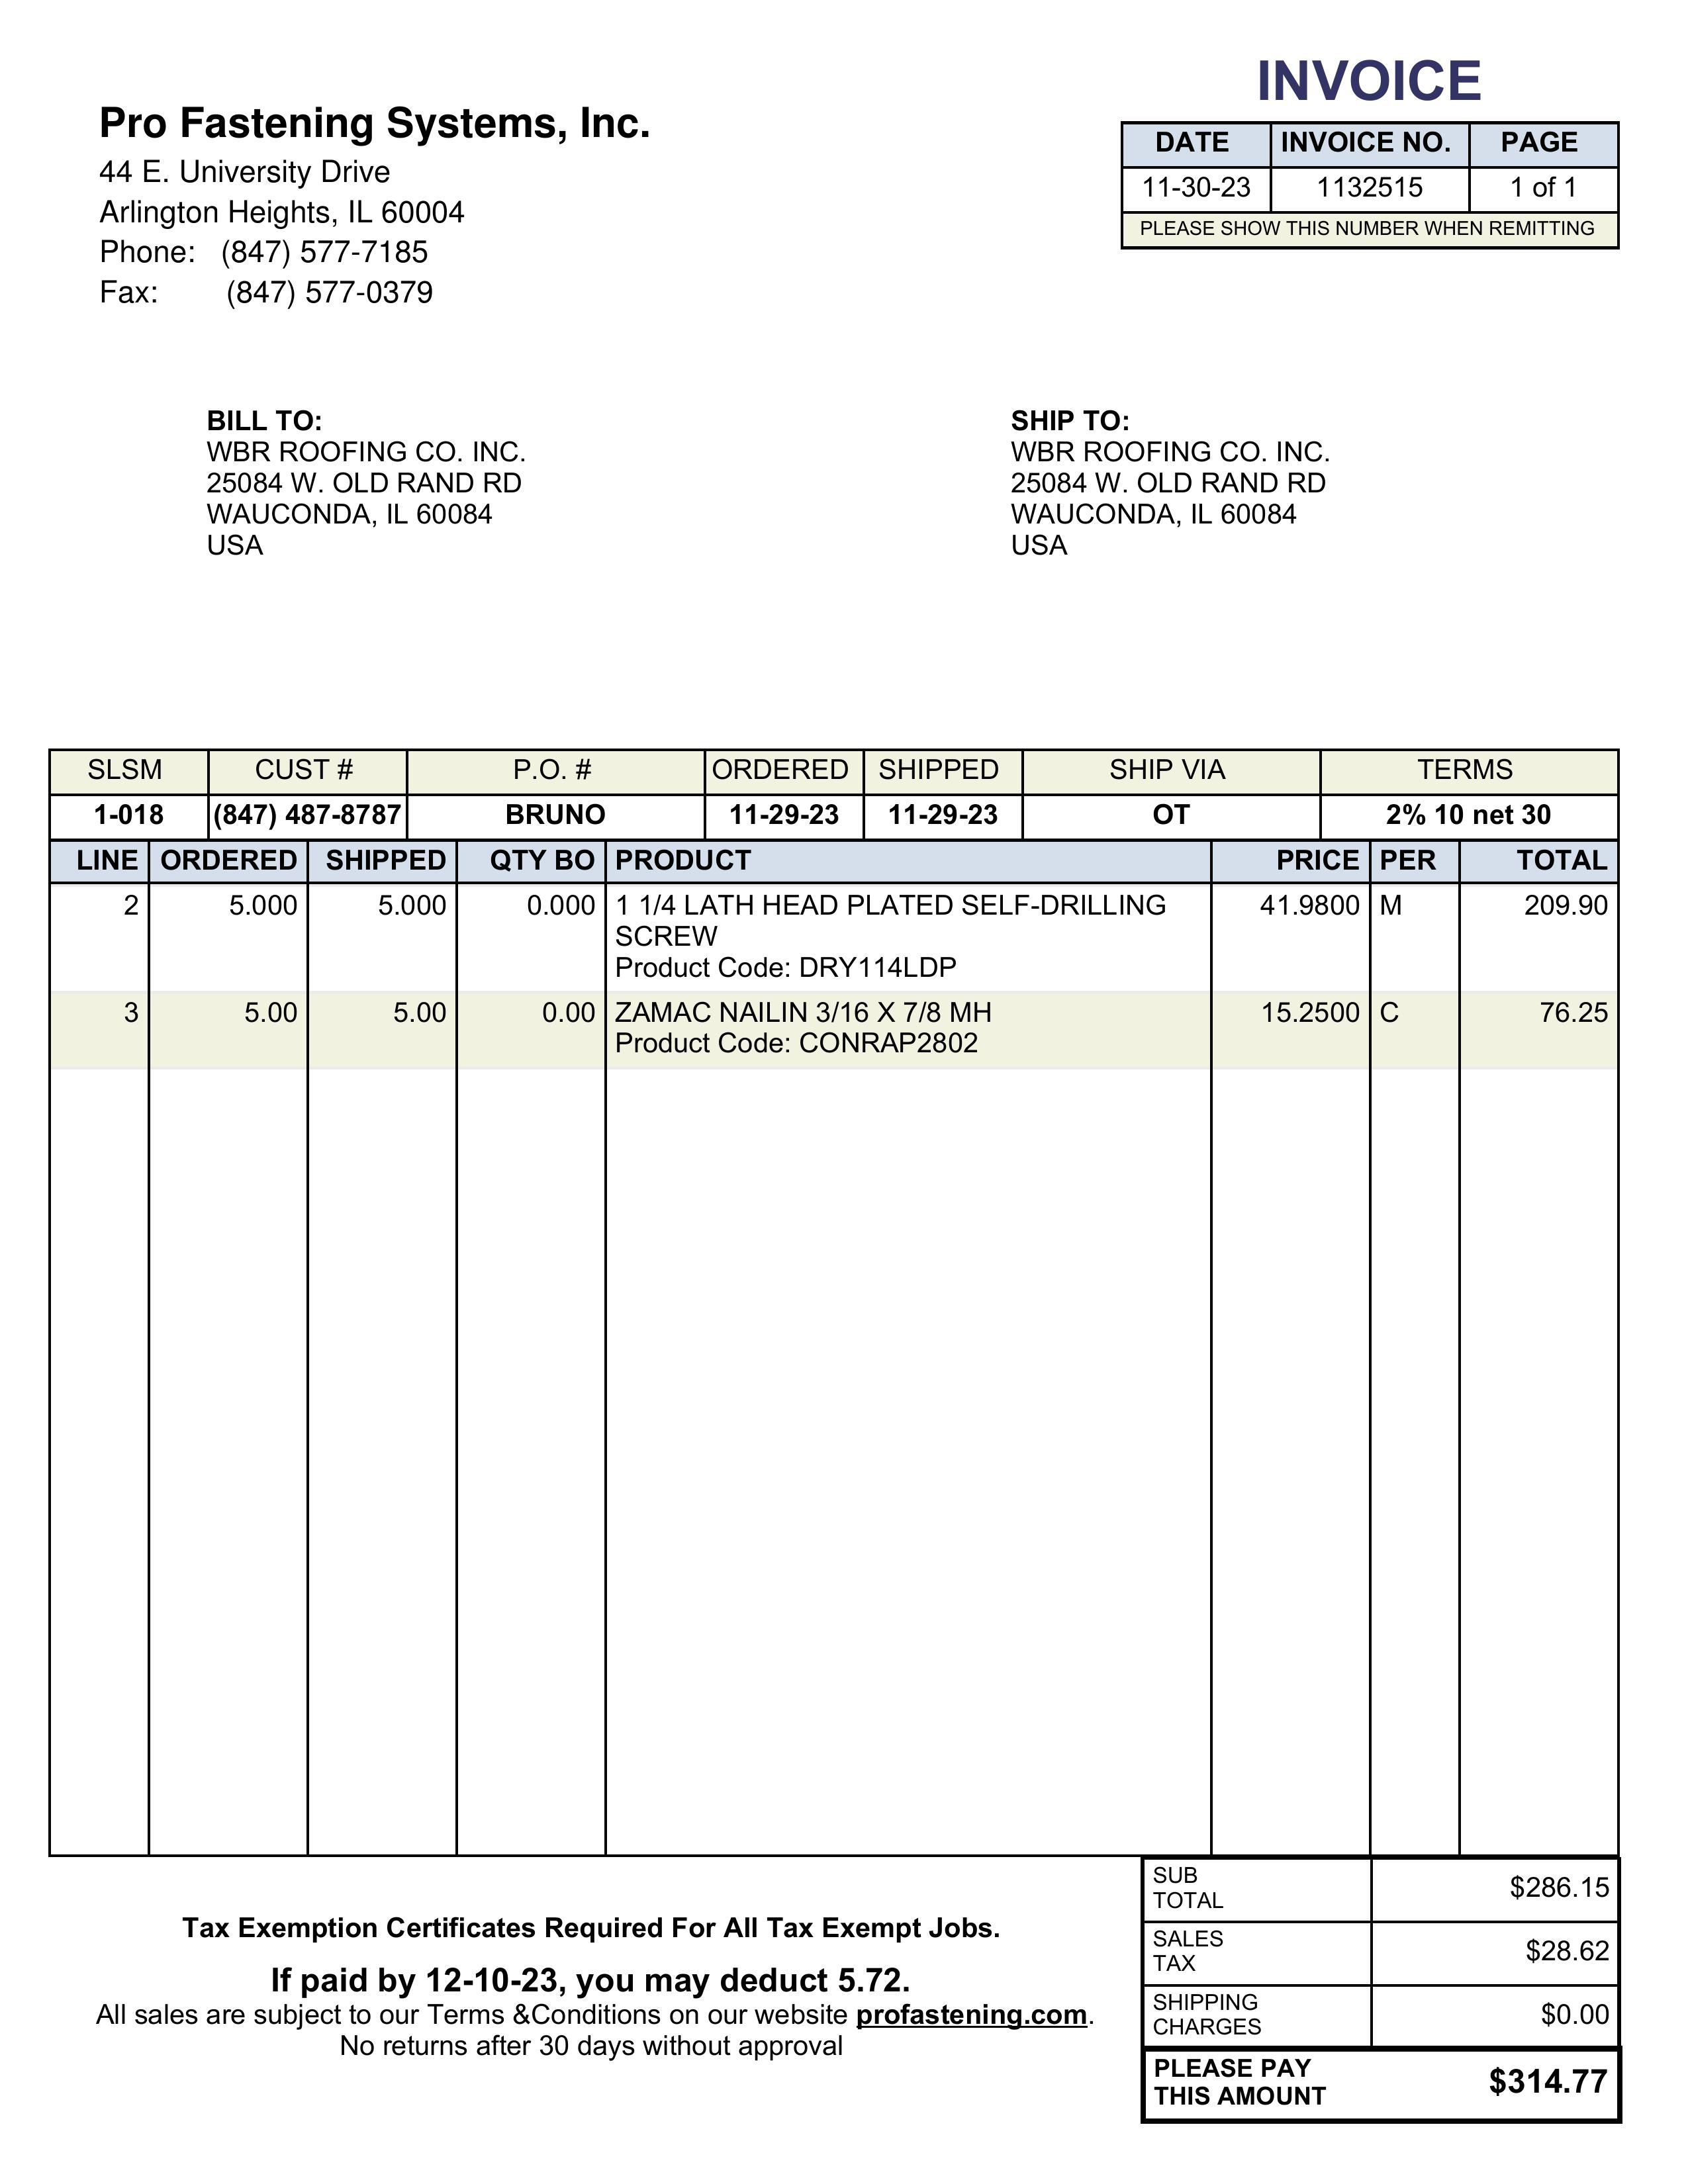 INVOICE
Pro Fastening Systems, Inc.
44 E. University Drive
Arlington Heights, IL 60004
Phone: (847) 577-7185
Fax: (847) 577-0379
DATE INVOICE NO. PAGE
11-30-23 1132515 1 of 1
PLEASE SHOW THIS NUMBER WHEN REMITTING
BILL TO:
WBR ROOFING CO. INC.
25084 W. OLD RAND RD
WAUCONDA, IL 60084
USA
SHIP TO:
WBR ROOFING CO. INC.
25084 W. OLD RAND RD
WAUCONDA, IL 60084
USA
SLSM CUST # P.O. # ORDERED SHIPPED SHIP VIA TERMS
1-018 (847) 487-8787 BRUNO 11-29-23 11-29-23 OT 2% 10 net 30
LINE ORDERED SHIPPED QTY BO PRODUCT PRICE PER TOTAL
2 5.000 5.000 0.000 1 1/4 LATH HEAD PLATED SELF-DRILLING 41.9800 M 209.90
SCREW
Product Code: DRY114LDP
3 5.00 5.00 0.00 ZAMAC NAILIN 3/16 X 7/8 MH 15.2500 C 76.25
Product Code: CONRAP2802
Tax Exemption Certificates Required For All Tax Exempt Jobs.
If paid by 12-10-23, you may deduct 5.72.
All sales are subject to our Terms &Conditions on our website profastening.com.
No returns after 30 days without approval
SUB
TOTAL $286.15
SALES
TAX $28.62
SHIPPING
CHARGES $0.00
PLEASE PAY
THIS AMOUNT $314.77